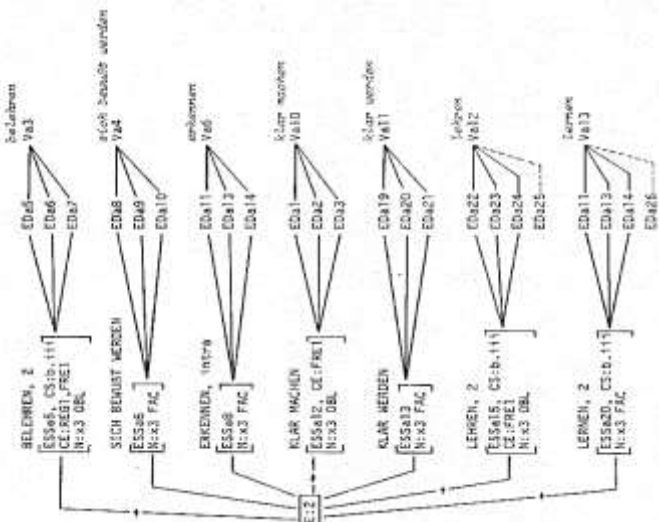 BELEHREN, 2
ESSa5, CS:b.iii
CE:REG1,FRE1
N:x3 OBL
EDa5
EDa6
EDa7
belehren
Va3
SICH BEWUST WERDEN
ESSa6
N:x3 FAC
EDa8
EDa9
EDa10
sich bewußt werden
Va4
ERKENNEN, intra
ESSa8
N:x3 FAC
EDa11
EDa13
EDa14
erkennen
Va6
KLAR MACHEN
ESSa12, CE:FRE1
N:x3 OBL
EDa1
EDa2
EDa3
klar machen
Va10
E:2
KLAR WERDEN
ESSa13
N:x3 FAC
EDa19
EDa20
EDa21
klar werden
Va11
LEHREN, 2
ESSa15, CS:b.iii
CE:FRE1
N:x3 OBL
EDa22
EDa23
EDa24
EDa25
lehren
Va12
LERNEN, 2
ESSa20, CS:b.iii
N:x3 FAC
EDa11
EDa13
EDa14
EDa26
lernen
Va13